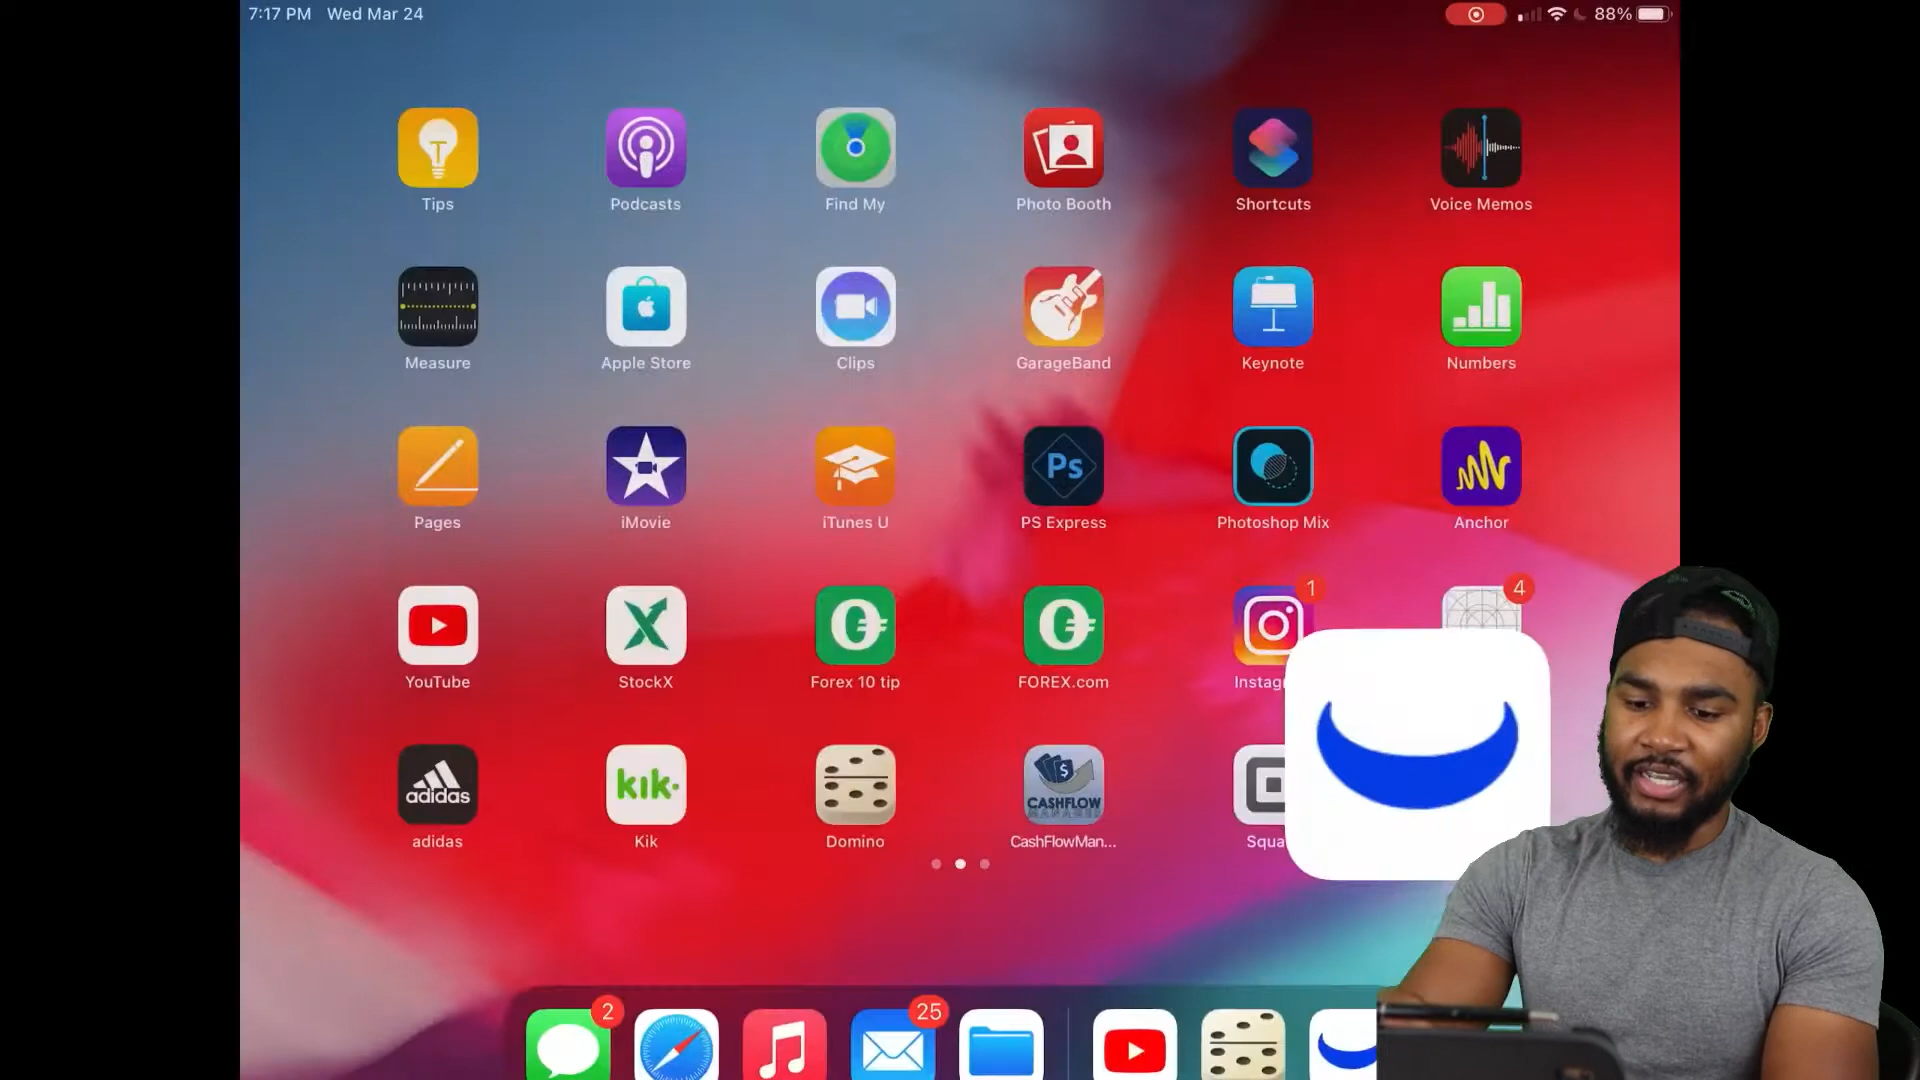 7:17 PM Wed Mar 24
88%
Tips
Podcasts
Find My
Photo Booth
Shortcuts
Voice Memos
Measure
Apple Store
Clips
GarageBand
Keynote
Numbers
Ps
Pages
iMovie
iTunes U
PS Express
Photoshop Mix
Anchor
1
4
YouTube
StockX
Forex 10 tip
FOREX.com
Instagr
adidas
kik.
CASHFLOW
MANAGER
adidas
Kik
Domino
CashFlowMan...
Squa
2
25